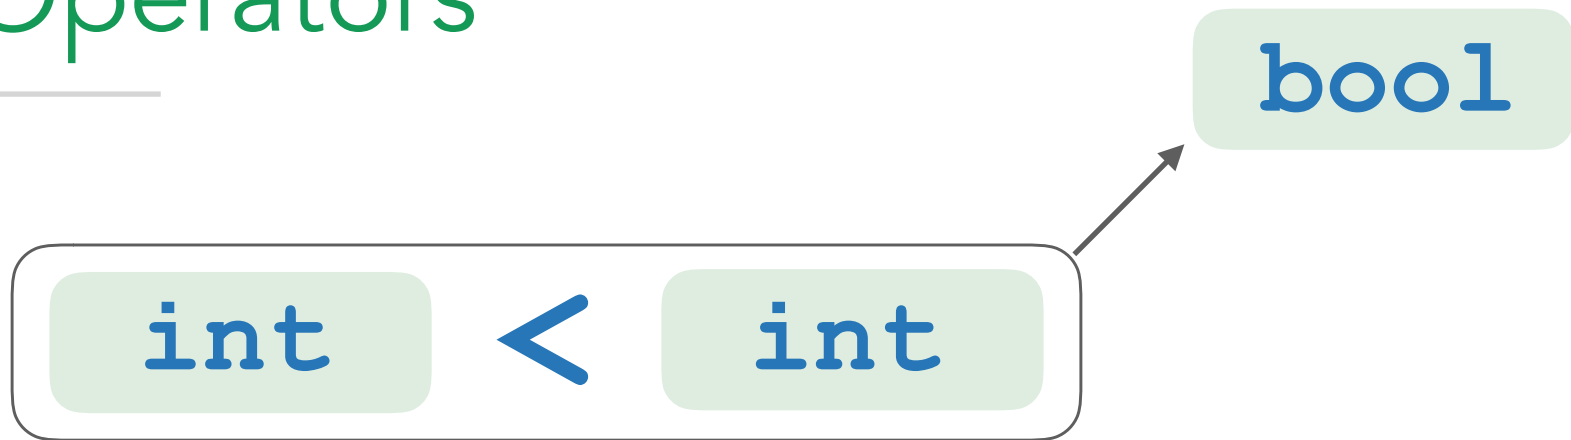 Operators
bool
int < int